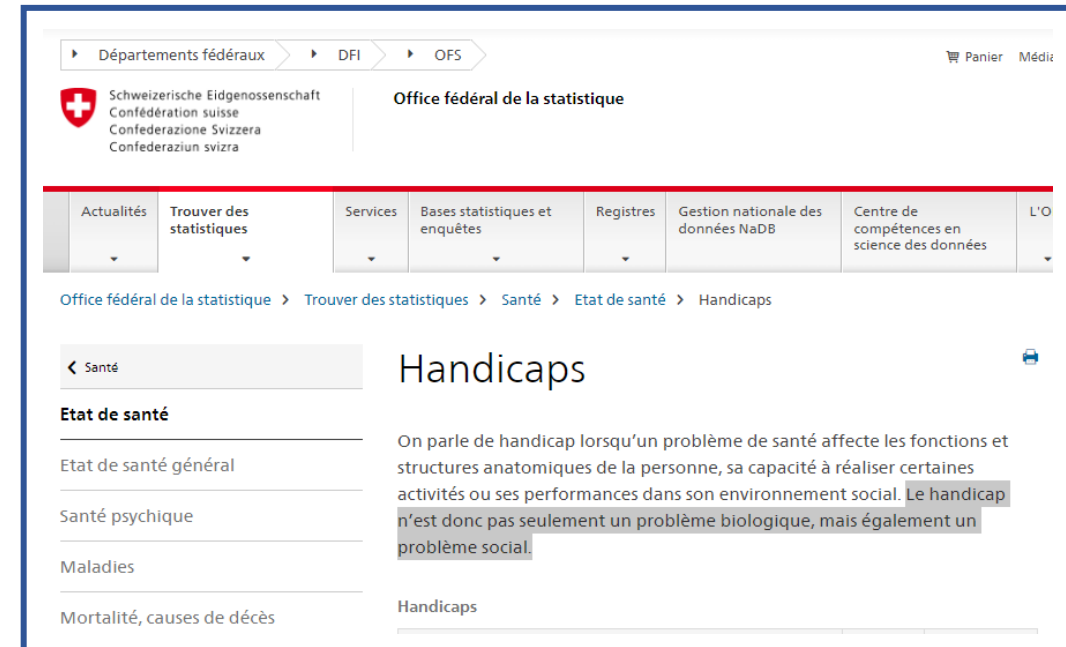 Départements fédéraux DFI OFS
Panier Média
Schweizerische Eidgenossenschaft
Confédération suisse
Confederazione Svizzera
Confederaziun svizra
Office fédéral de la statistique
Actualités
Trouver des
statistiques
Services
Bases statistiques et
enquêtes
Registres
Gestion nationale des
données NaDB
Centre de
compétences en
science des données
L'O
Office fédéral de la statistique > Trouver des statistiques > Santé > Etat de santé > Handicaps
Santé
Etat de santé
Etat de santé général
Santé psychique
Maladies
Mortalité, causes de décès
Handicaps
On parle de handicap lorsqu’un problème de santé affecte les fonctions et
structures anatomiques de la personne, sa capacité à réaliser certaines
activités ou ses performances dans son environnement social. Le handicap
n’est donc pas seulement un problème biologique, mais également un
problème social.
Handicaps